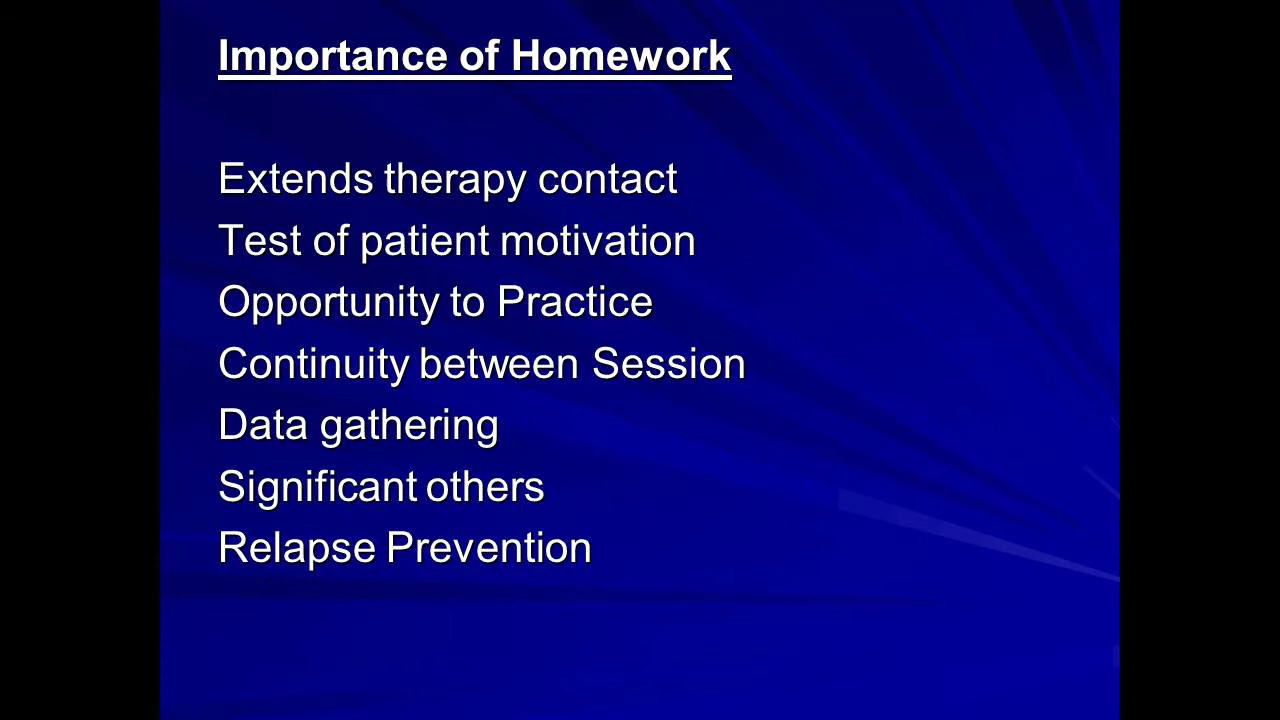 Importance of Homework
Extends therapy contact
Test of patient motivation
Opportunity to Practice
Continuity between Session
Data gathering
Significant others
Relapse Prevention